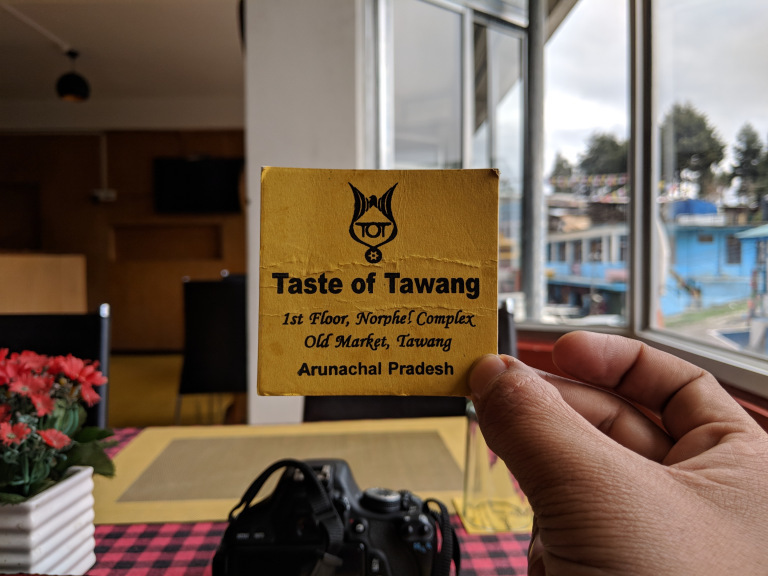 TOT
Taste of Tawang
1st Floor, Norphel Complex
Old Market, Tawang
Arunachal Pradesh